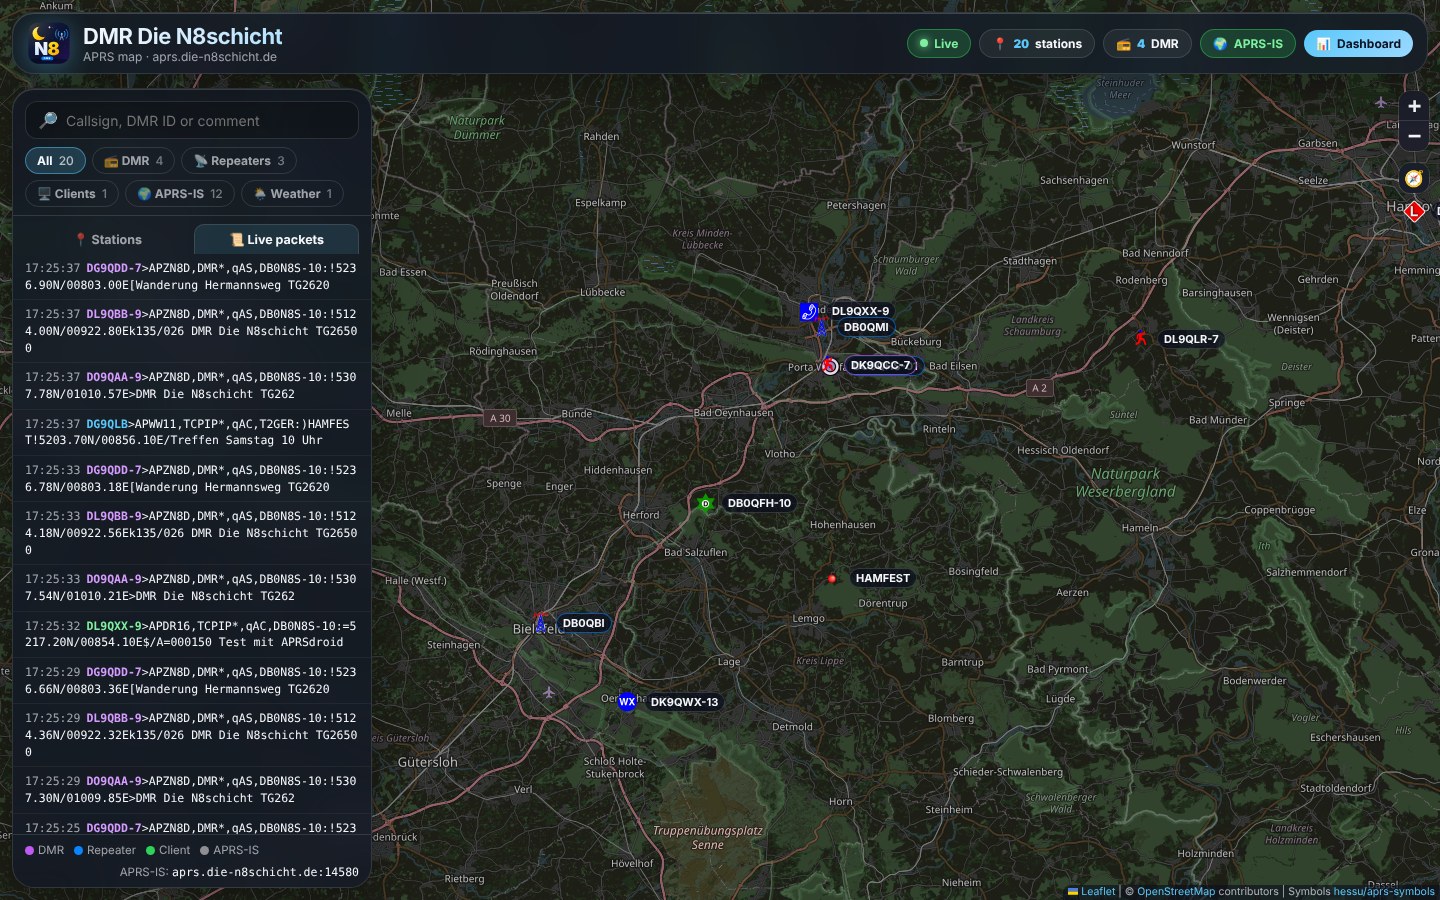 Ankum
N8
DMR Die N8schicht
APRS map · aprs.die-n8schicht.de
Live
20 stations
4 DMR
APRS-IS
Dashboard
Callsign, DMR ID or comment
All 20
DMR 4
Repeaters 3
Clients 1
APRS-IS 12
Weather 1
Stations
Live packets
17:25:37 DG9QDD-7>APZN8D,DMR*,qAS,DB0N8S-10:!523
6.90N/00803.00E[Wanderung Hermannsweg TG2620
17:25:37 DL9QBB-9>APZN8D,DMR*,qAS,DB0N8S-10:!512
4.00N/00922.80Ek135/026 DMR Die N8schicht TG2650
0
17:25:37 DO9QAA-9>APZN8D,DMR*,qAS,DB0N8S-10:!530
7.78N/01010.57E>DMR Die N8schicht TG262
17:25:37 DG9QLB>APWW11,TCPIP*,qAC,T2GER:)HAMFES
T!5203.70N/00856.10E/Treffen Samstag 10 Uhr
17:25:33 DG9QDD-7>APZN8D,DMR*,qAS,DB0N8S-10:!523
6.78N/00803.18E[Wanderung Hermannsweg TG2620
17:25:33 DL9QBB-9>APZN8D,DMR*,qAS,DB0N8S-10:!512
4.18N/00922.56Ek135/026 DMR Die N8schicht TG2650
0
17:25:33 DO9QAA-9>APZN8D,DMR*,qAS,DB0N8S-10:!530
7.54N/01010.21E>DMR Die N8schicht TG262
17:25:32 DL9QXX-9>APDR16,TCPIP*,qAC,DB0N8S-10:=5
217.20N/00854.10E$/A=000150 Test mit APRSdroid
17:25:29 DG9QDD-7>APZN8D,DMR*,qAS,DB0N8S-10:!523
6.66N/00803.36E[Wanderung Hermannsweg TG2620
17:25:29 DL9QBB-9>APZN8D,DMR*,qAS,DB0N8S-10:!512
4.36N/00922.32Ek135/026 DMR Die N8schicht TG2650
0
17:25:29 DO9QAA-9>APZN8D,DMR*,qAS,DB0N8S-10:!530
7.30N/01009.85E>DMR Die N8schicht TG262
17:25:25 DG9QDD-7>APZN8D,DMR*,qAS,DB0N8S-10:!523
DMR
Repeater
Client
APRS-IS
APRS-IS: aprs.die-n8schicht.de:14580
Steinhuder
Meer
+
−
Naturpark
Dümmer
Rahden
Wunstorf
Garbsen
Sachsenhagen
Seelze
Espelkamp
Petershagen
L
Kreis Minden-
Lübbecke
Bad Nenndorf
Schaumburger
Wald
Stadthagen
Bad Essen
Rodenberg
Gehrden
Preußisch
Oldendorf
Lübbecke
Barsinghausen
DL9QXX-9
DB0QMI
Landkreis
Schaumburg
Wennigsen
(Deister)
Bückeburg
DL9QLR-7
Rödinghausen
DK9QCC-7
Bad Eilsen
Deister
A 2
Melle
A 30
Bünde
Bad Oeynhausen
Süntel
Springe
Bad Münder
Rinteln
Vlotho
Hessisch Oldendorf
Hiddenhausen
Naturpark
Weserbergland
Spenge
Enger
DB0QFH-10
Coppenbrügge
Elze
Herford
Hohenhausen
Hameln
Bad Salzuflen
Ith
Bösingfeld
Salzhemmendorf
Halle (Westf.)
HAMFEST
Aerzen
Dörentrup
Lemgo
Bielefeld
DB0QBI
Steinhagen
Lage
Kreis Lippe
Barntrup
Bad Pyrmont
Bodenwerder
WX
DK9QWX-13
Lügde
Detmold
Blomberg
Vogler
Hils
Eschershausen
Gütersloh
Schloß Holte-
Stukenbrock
Schieder-Schwalenberg
Verl
Stadtoldendorf
Horn
Schwalenberger
Wald
Steinheim
Truppenübungsplatz
Senne
Landkreis
Holzminden
Holzminden
Hövelhof
Rietberg
Nieheim
Leaflet | © OpenStreetMap contributors | Symbols hessu/aprs-symbols